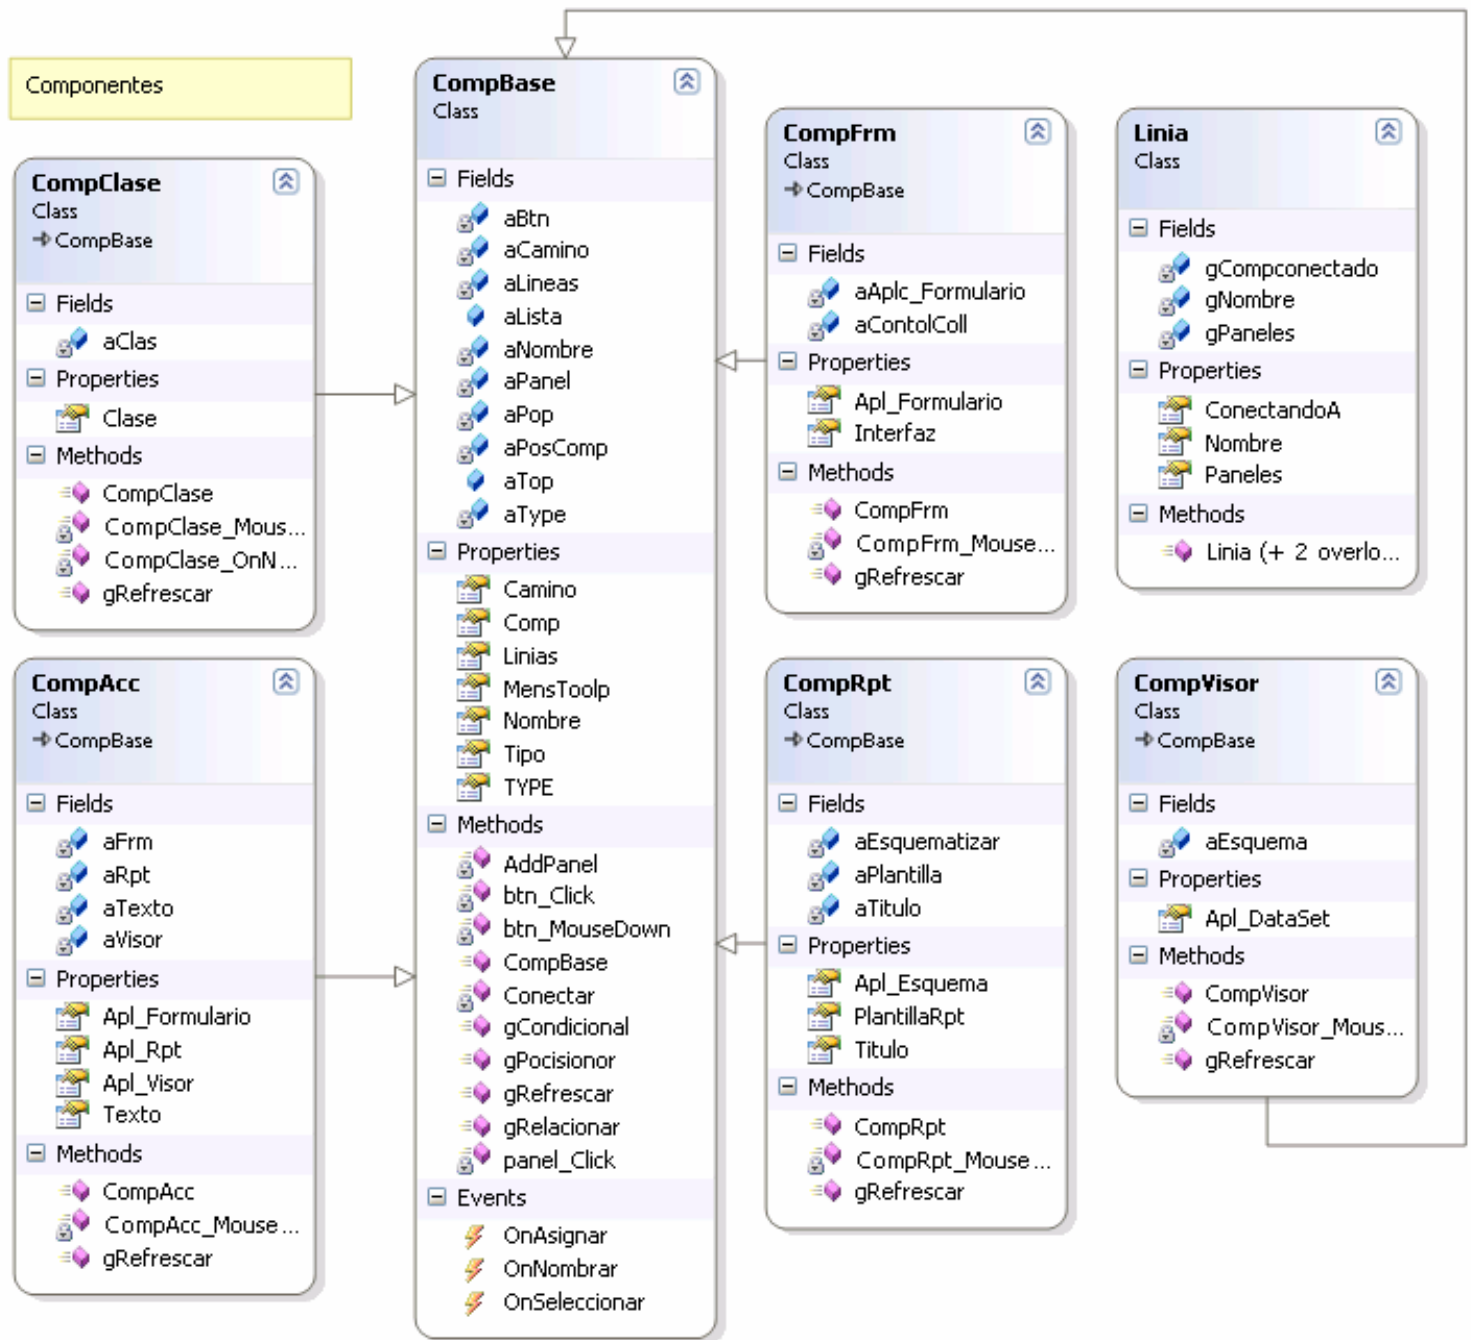 Componentes
CompClase
Class
CompBase
Fields
aClas
Properties
Clase
Methods
CompClase
CompClase_Mous...
CompClase_OnN...
gRefrescar
CompAcc
Class
CompBase
Fields
aFrm
aRpt
aTexto
aVisor
Properties
Apl_Formulario
Apl_Rpt
Apl_Visor
Texto
Methods
CompAcc
CompAcc_Mouse...
gRefrescar
CompBase
Class
Fields
aBtn
aCamino
aLineas
aLista
aNombre
aPanel
aPop
aPosComp
aTop
aType
Properties
Camino
Comp
Linias
MensToolp
Nombre
Tipo
TYPE
Methods
AddPanel
btn_Click
btn_MouseDown
CompBase
Conectar
gCondicional
gPocisionor
gRefrescar
gRelacionar
panel_Click
Events
OnAsignar
OnNombrar
OnSeleccionar
CompFrm
Class
CompBase
Fields
aAplc_Formulario
aContolColl
Properties
Apl_Formulario
Interfaz
Methods
CompFrm
CompFrm_Mouse...
gRefrescar
CompRpt
Class
CompBase
Fields
aEsquematizar
aPlantilla
aTitulo
Properties
Apl_Esquema
PlantillaRpt
Titulo
Methods
CompRpt
CompRpt_Mouse...
gRefrescar
Linia
Class
Fields
gCompconectado
gNombre
gPaneles
Properties
ConectandoA
Nombre
Paneles
Methods
Linia (+ 2 overlo...
CompVisor
Class
CompBase
Fields
aEsquema
Properties
Apl_DataSet
Methods
CompVisor
CompVisor_Mous...
gRefrescar